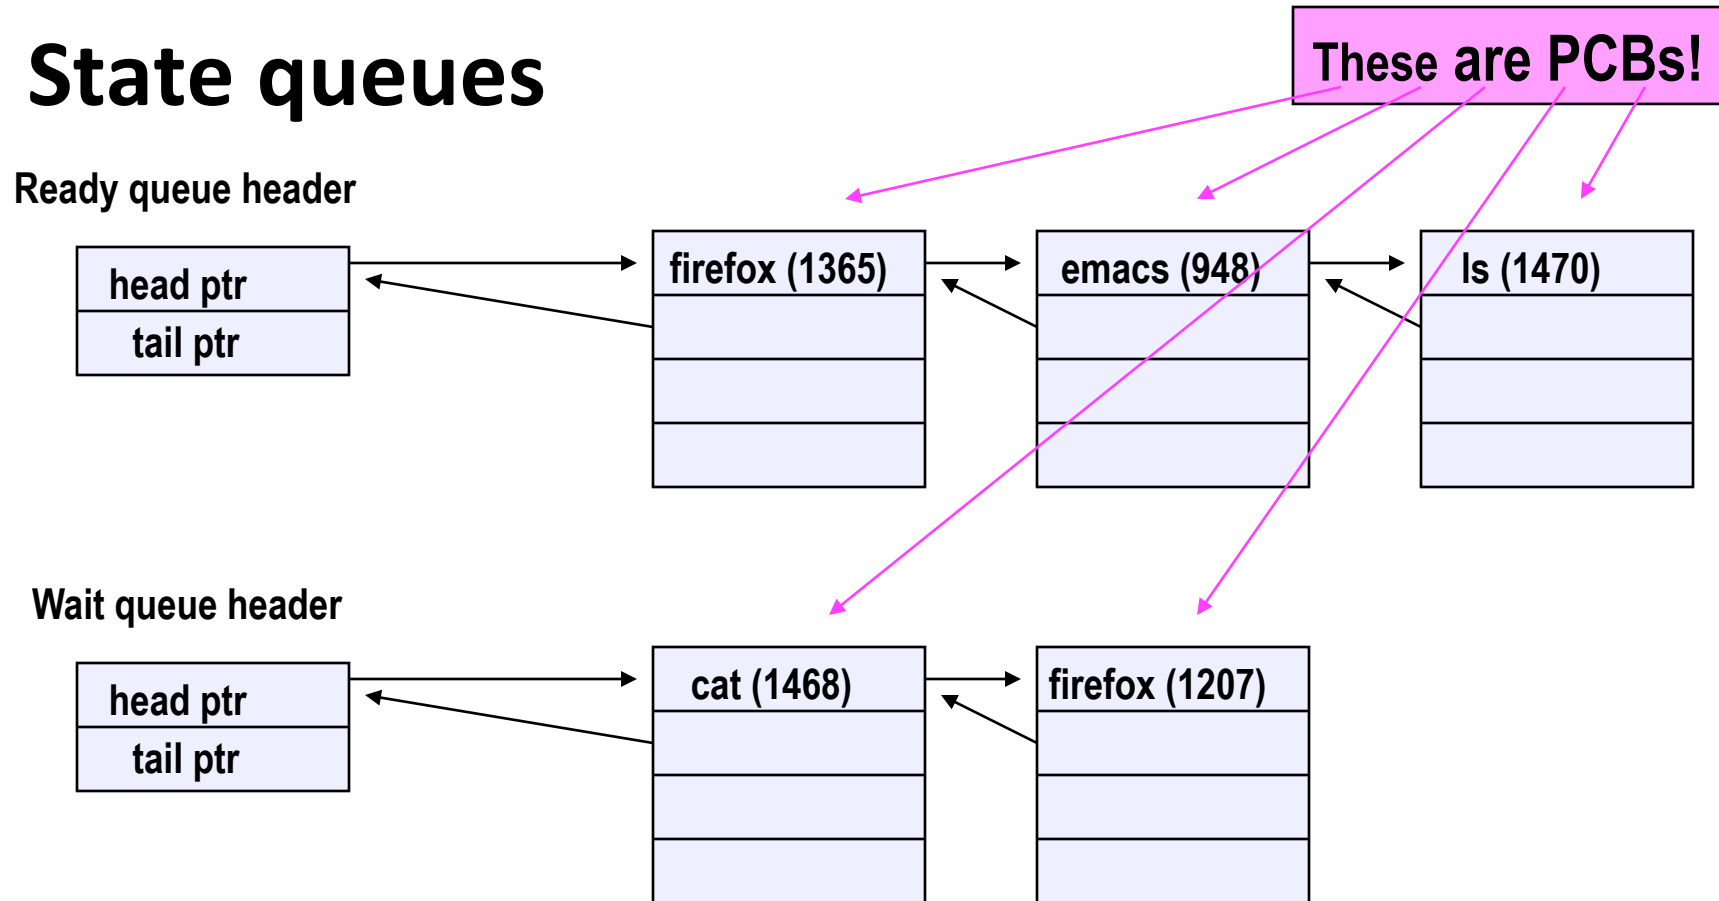 State queues
These are PCBs!
Ready queue header
head ptr
tail ptr
firefox (1365)
emacs (948)
ls (1470)
Wait queue header
head ptr
tail ptr
cat (1468)
firefox (1207)